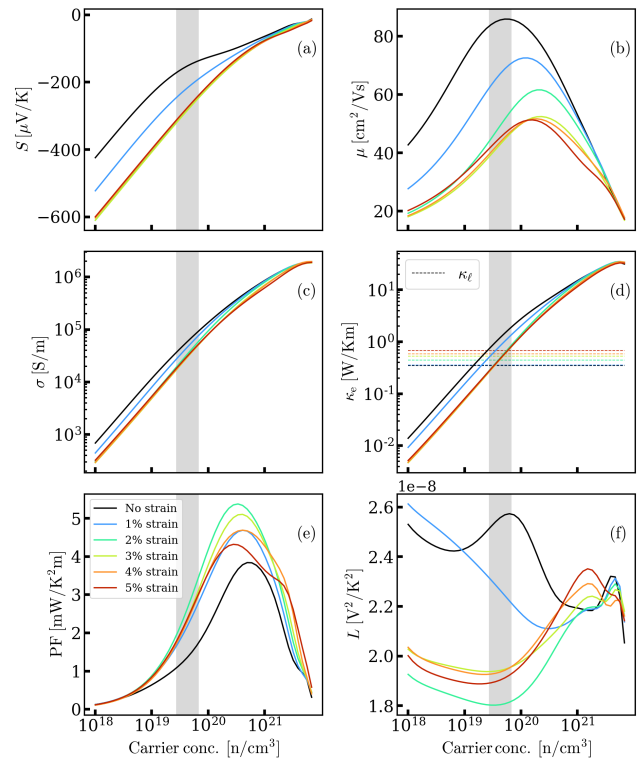 0
−200
−400
−600
S [μV/K]
(a)
80
60
40
20
μ [cm²/Vs]
(b)
10⁶
10⁵
10⁴
10³
σ [S/m]
(c)
10¹
10⁰
10⁻¹
10⁻²
κₑ [W/Km]
κ_ℓ
(d)
5
4
3
2
1
0
PF [mW/K²m]
No strain
1% strain
2% strain
3% strain
4% strain
5% strain
(e)
10¹⁸
10¹⁹
10²⁰
10²¹
Carrier conc. [n/cm³]
1e−8
2.6
2.4
2.2
2.0
1.8
L [V²/K²]
(f)
10¹⁸
10¹⁹
10²⁰
10²¹
Carrier conc. [n/cm³]